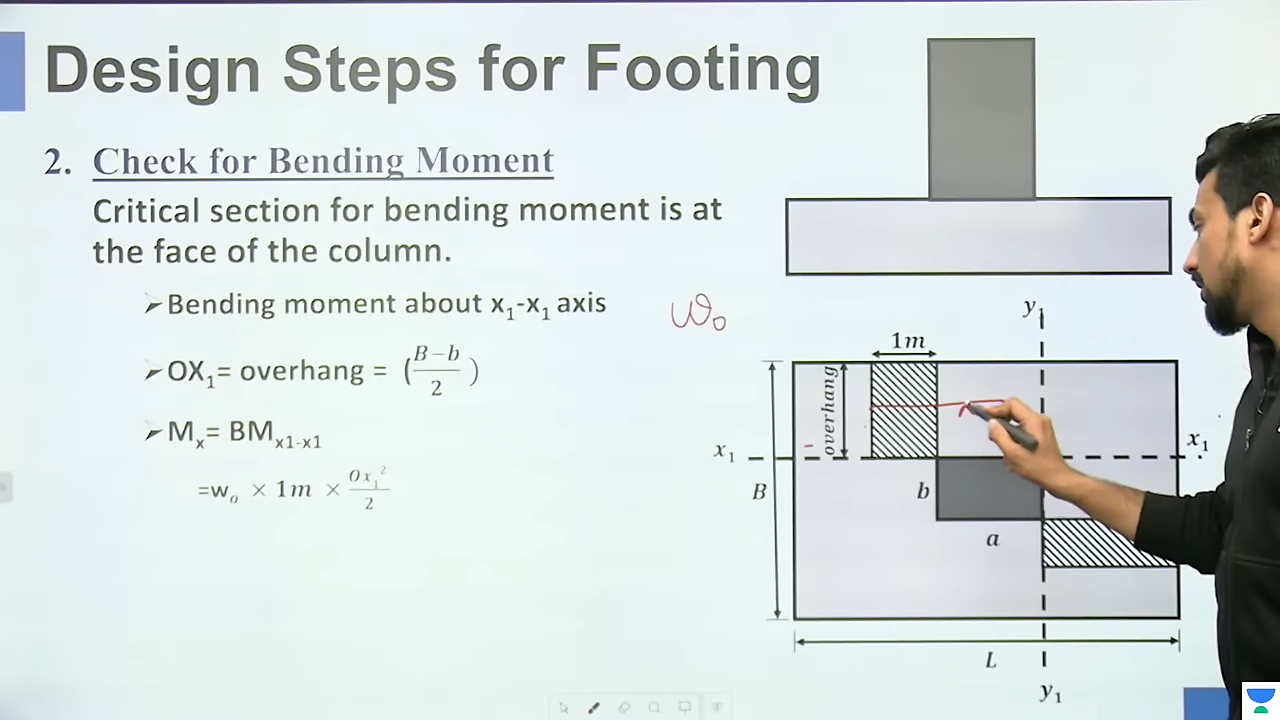 Design Steps for Footing
2. Check for Bending Moment
Critical section for bending moment is at
the face of the column.
➢Bending moment about x₁-x₁ axis
➢OX₁= overhang = (B−b/2)
➢Mₓ= BMₓ₁₋ₓ₁
=w₀ × 1m × Ox₁²/2
w₀
y₁
1m
overhang
x₁
x₁
B
b
a
L
y₁